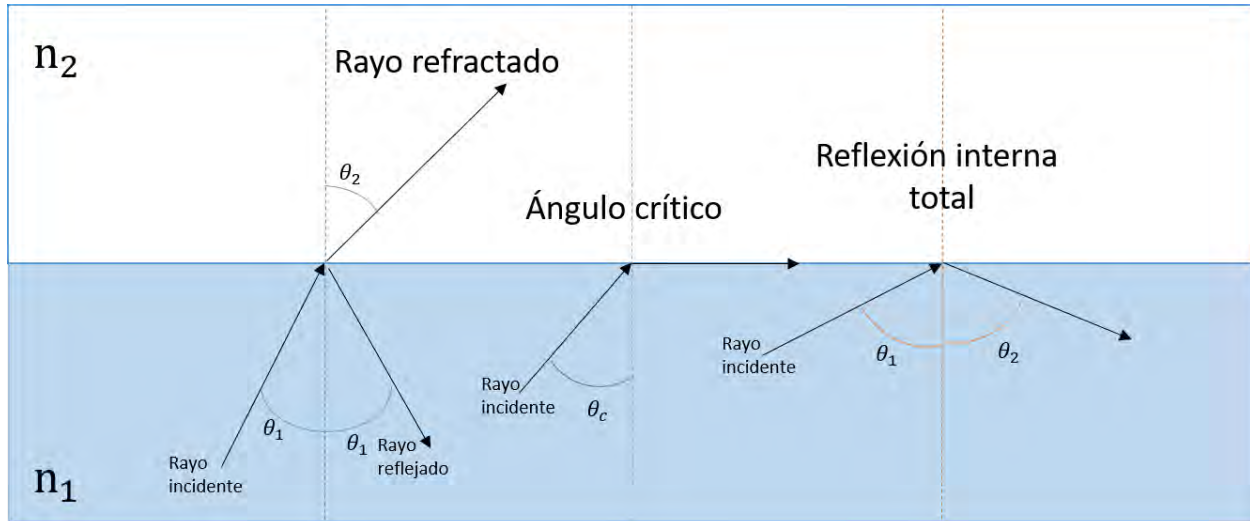 n₂
Rayo refractado
θ₂
Ángulo crítico
Reflexión interna
total
Rayo
incidente
θ₁
θ₁
Rayo
reflejado
Rayo
incidente
θc
Rayo
incidente
θ₁
θ₂
n₁